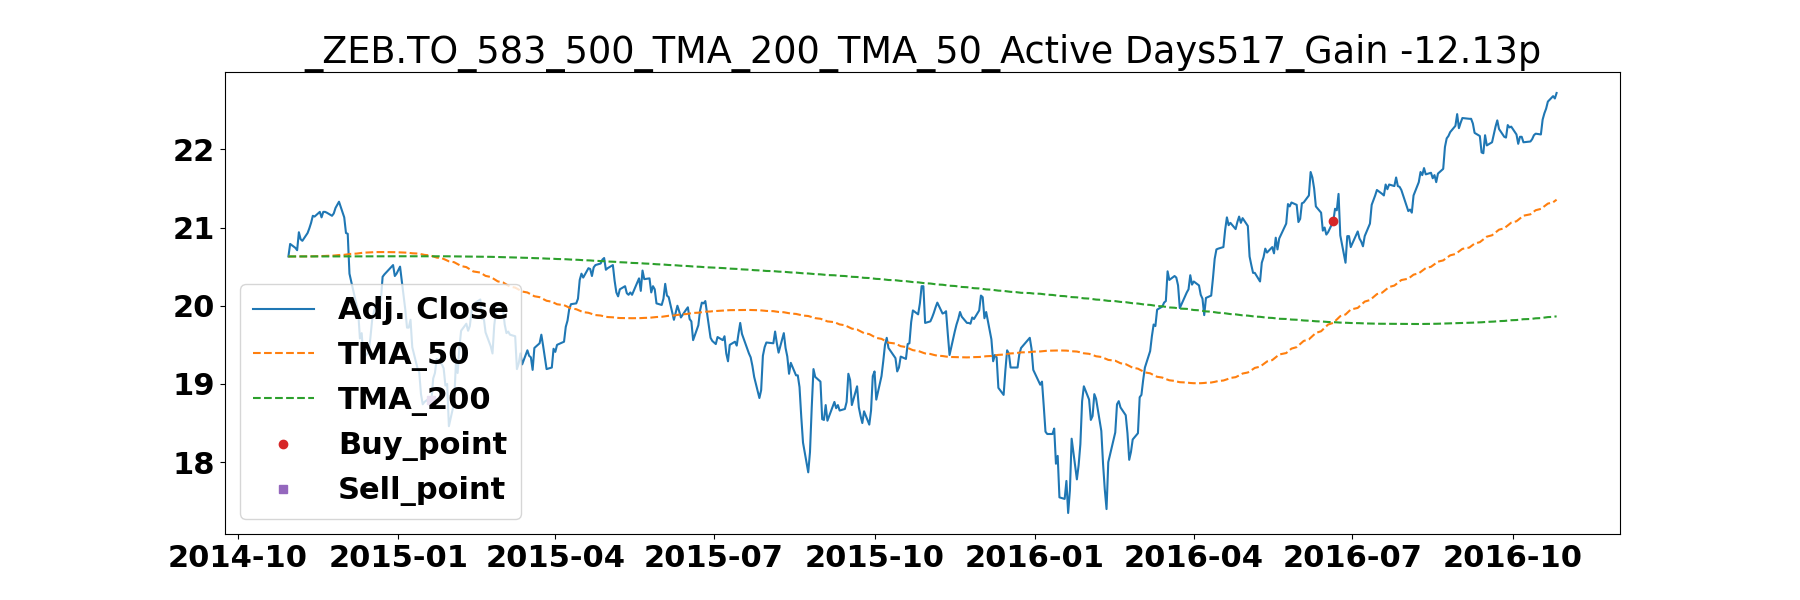 _ZEB.TO_583_500_TMA_200_TMA_50_Active Days517_Gain -12.13p
22
21
20
19
18
Adj. Close
TMA_50
TMA_200
Buy_point
Sell_point
2014-10 2015-01 2015-04 2015-07 2015-10 2016-01 2016-04 2016-07 2016-10